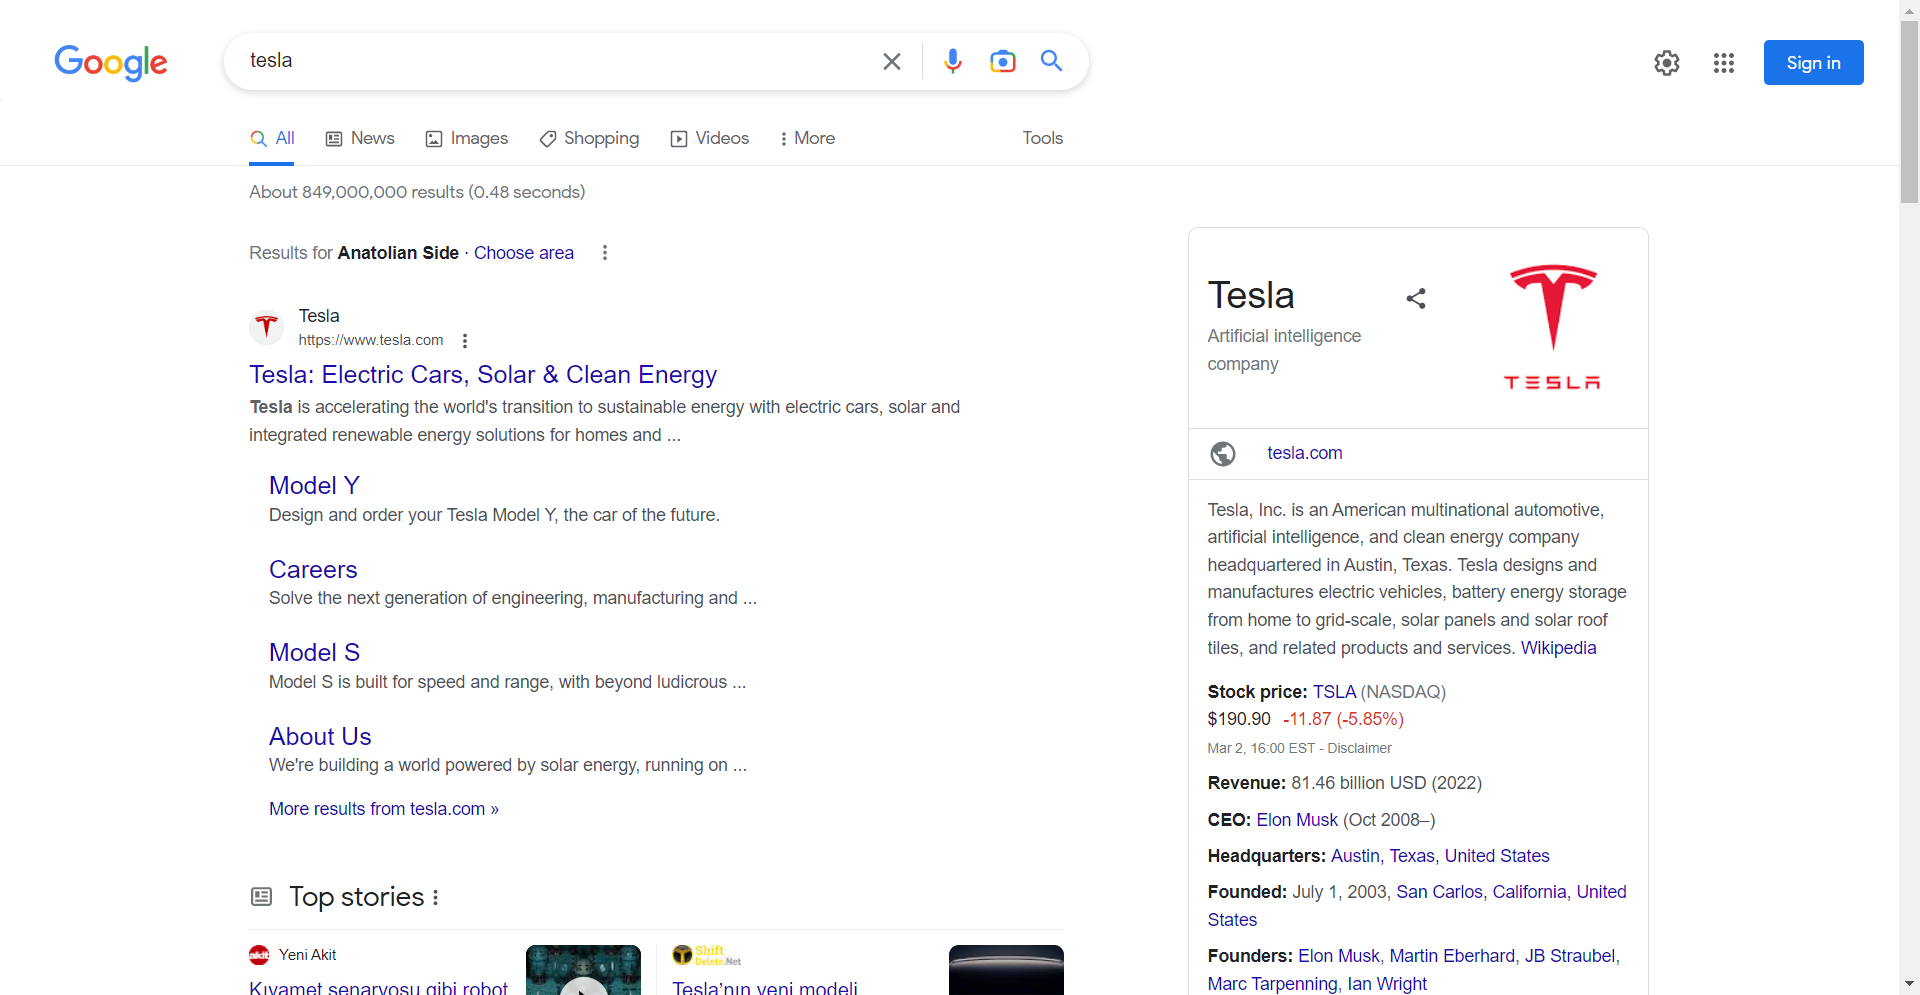 Google
tesla
Sign in
All
News
Images
Shopping
Videos
More
Tools
About 849,000,000 results (0.48 seconds)
Results for Anatolian Side · Choose area
Tesla
https://www.tesla.com
Tesla: Electric Cars, Solar & Clean Energy
Tesla is accelerating the world's transition to sustainable energy with electric cars, solar and
integrated renewable energy solutions for homes and ...
Model Y
Design and order your Tesla Model Y, the car of the future.
Careers
Solve the next generation of engineering, manufacturing and ...
Model S
Model S is built for speed and range, with beyond ludicrous ...
About Us
We're building a world powered by solar energy, running on ...
More results from tesla.com »
Top stories
akit
Yeni Akit
Kıyamet senaryosu gibi robot
Shift
Delete.Net
Tesla'nın yeni modeli
Tesla
Artificial intelligence
company
TESLA
tesla.com
Tesla, Inc. is an American multinational automotive,
artificial intelligence, and clean energy company
headquartered in Austin, Texas. Tesla designs and
manufactures electric vehicles, battery energy storage
from home to grid-scale, solar panels and solar roof
tiles, and related products and services. Wikipedia
Stock price: TSLA (NASDAQ)
$190.90 -11.87 (-5.85%)
Mar 2, 16:00 EST - Disclaimer
Revenue: 81.46 billion USD (2022)
CEO: Elon Musk (Oct 2008–)
Headquarters: Austin, Texas, United States
Founded: July 1, 2003, San Carlos, California, United
States
Founders: Elon Musk, Martin Eberhard, JB Straubel,
Marc Tarpenning, Ian Wright